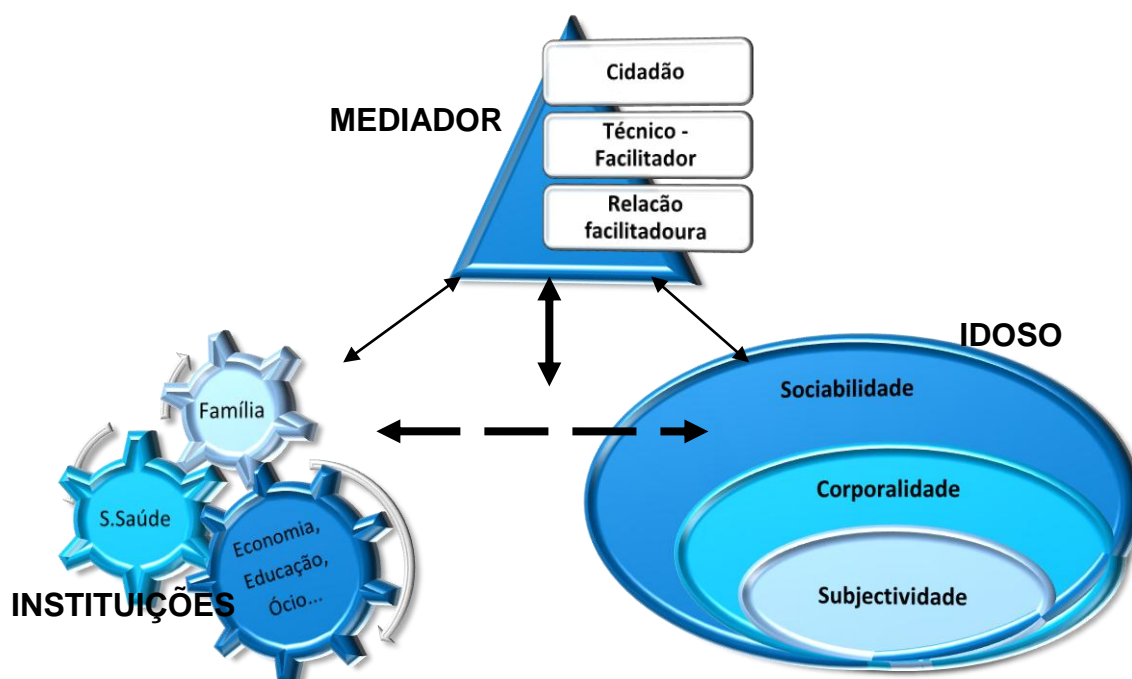 Cidadão
MEDIADOR
Técnico -
Facilitador
Relacão
facilitadoura
IDOSO
Sociabilidade
Família
Corporalidade
S.Saúde
Economia,
Educação,
Ócio...
INSTITUIÇÕES
Subjectividade